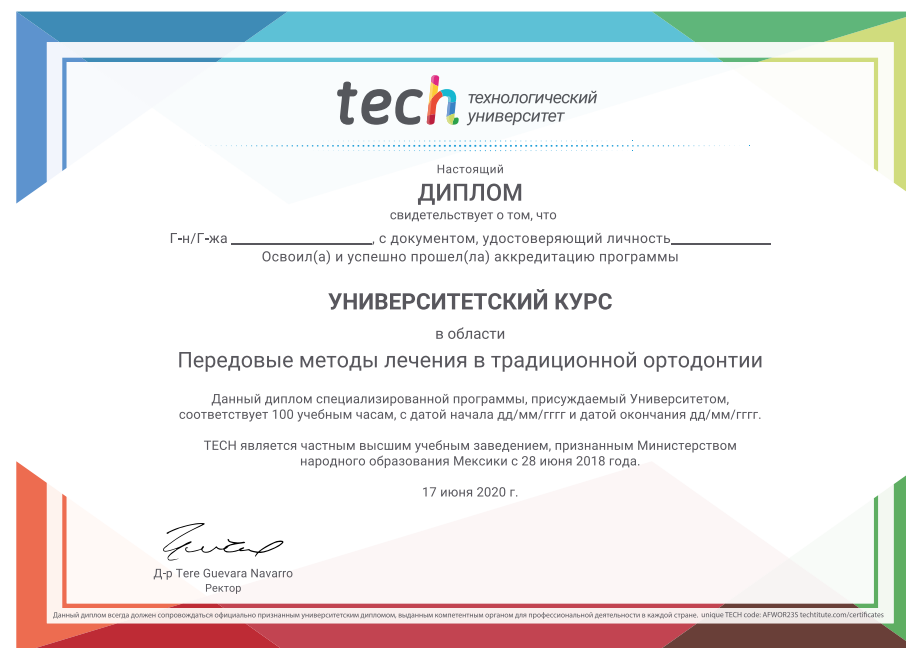 tech технологический
университет
Настоящий
ДИПЛОМ
свидетельствует о том, что
Г-н/Г-жа ____________________, с документом, удостоверяющий личность______________
Освоил(а) и успешно прошел(ла) аккредитацию программы
УНИВЕРСИТЕТСКИЙ КУРС
в области
Передовые методы лечения в традиционной ортодонтии
Данный диплом специализированной программы, присуждаемый Университетом,
соответствует 100 учебным часам, с датой начала дд/мм/гггг и датой окончания дд/мм/гггг.
TECH является частным высшим учебным заведением, признанным Министерством
народного образования Мексики с 28 июня 2018 года.
17 июня 2020 г.
Д-р Tere Guevara Navarro
Ректор
Данный диплом всегда должен сопровождаться официально признанным университетским дипломом, выданным компетентным органом для профессиональной деятельности в каждой стране. unique TECH code: AFWOR23S techtitute.com/certificates